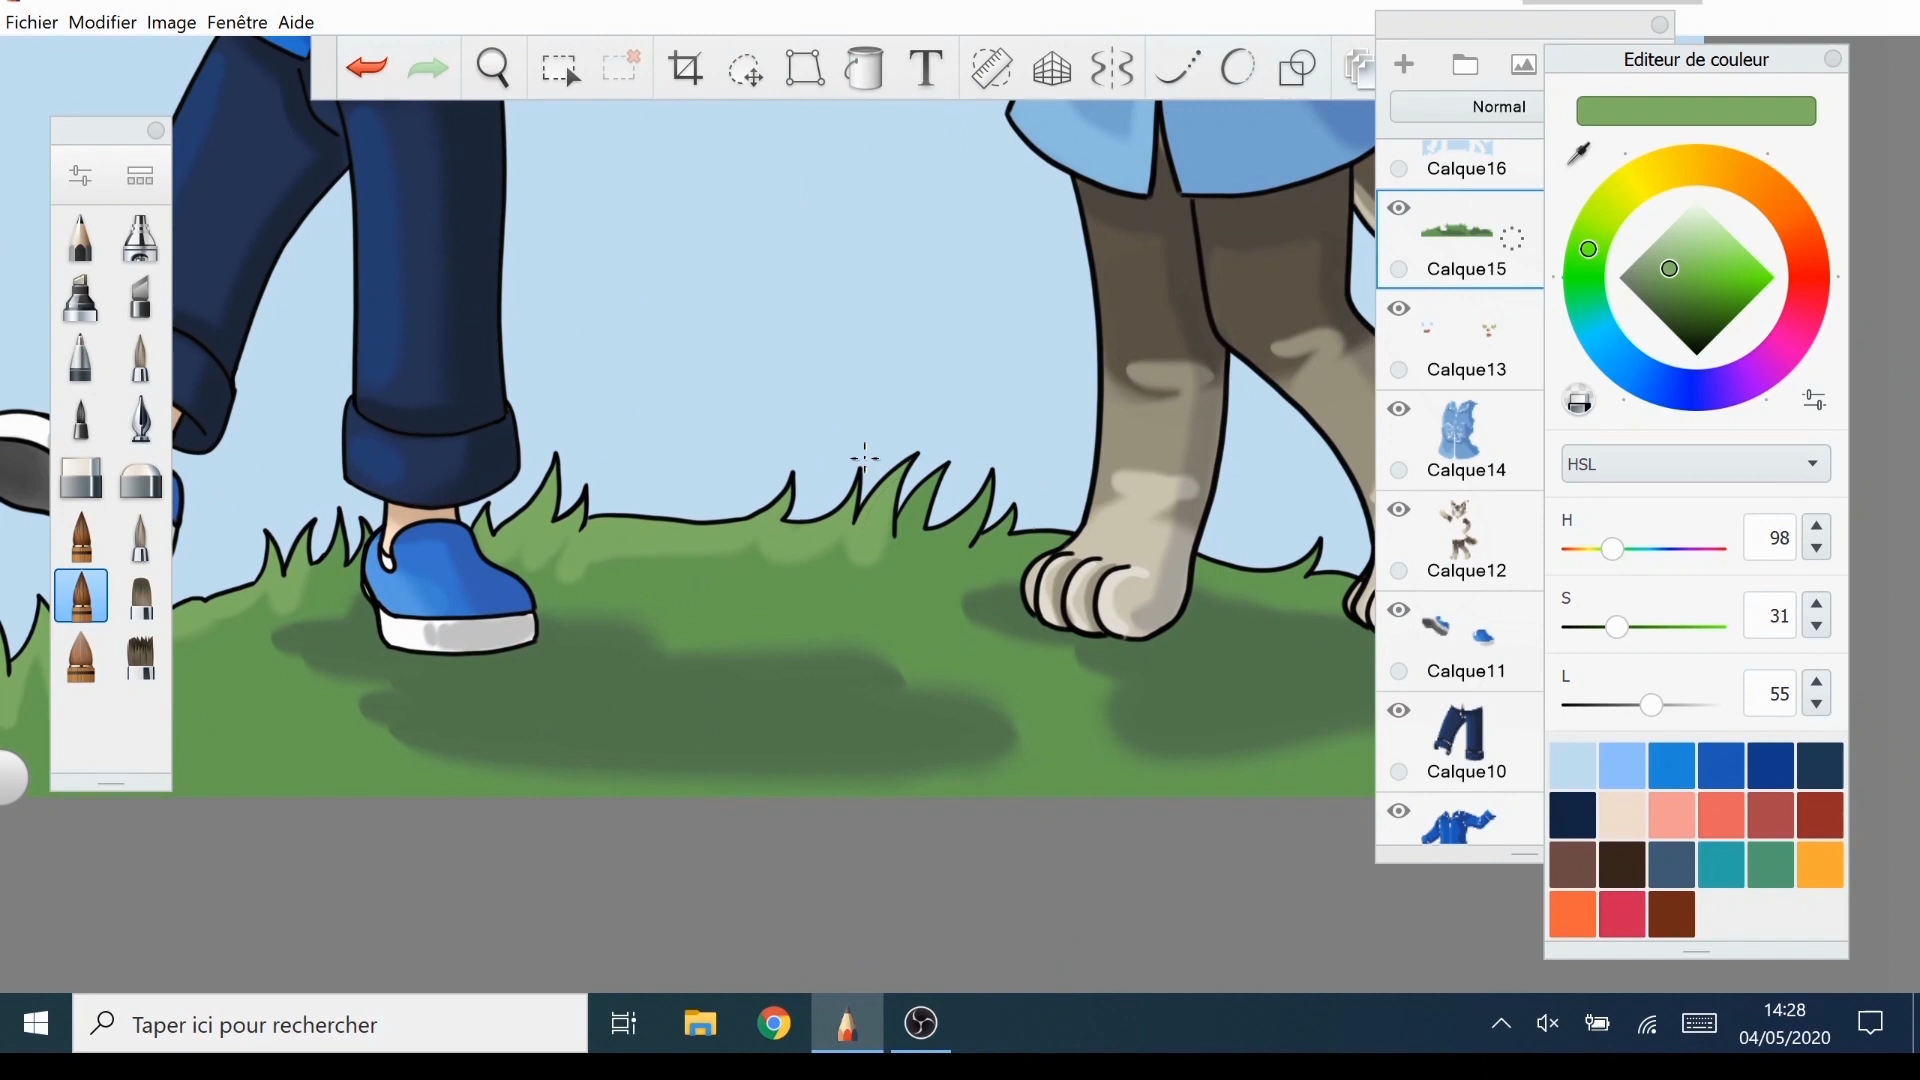 Fichier Modifier Image Fenêtre Aide
T
Editeur de couleur
Normal
Calque16
Calque15
Calque13
Calque14
Calque12
Calque11
Calque10
HSL
H 98
S 31
L 55
Taper ici pour rechercher
14:28
04/05/2020